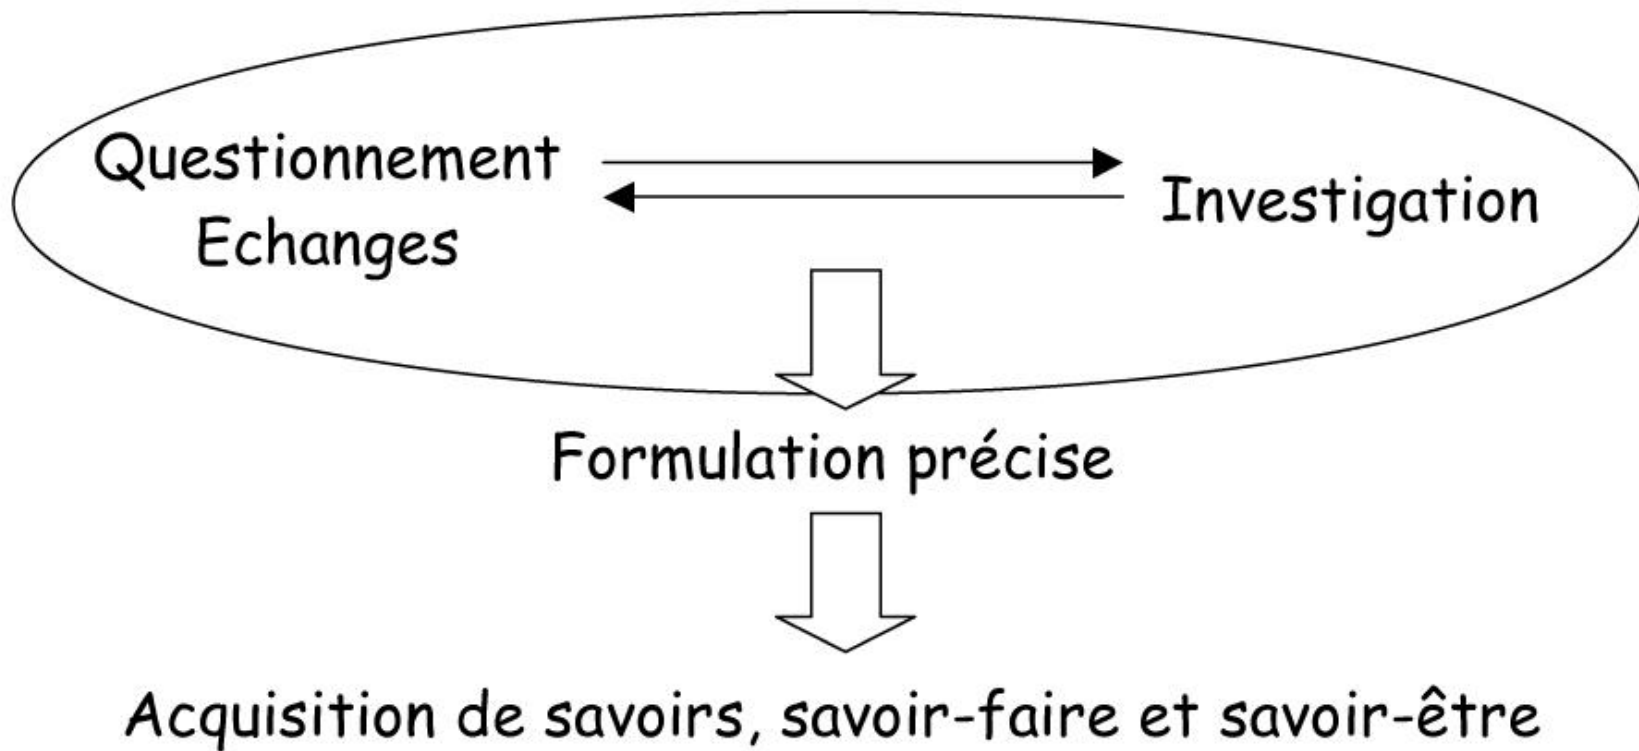 Questionnement
Echanges
Investigation
Formulation précise
Acquisition de savoirs, savoir-faire et savoir-être